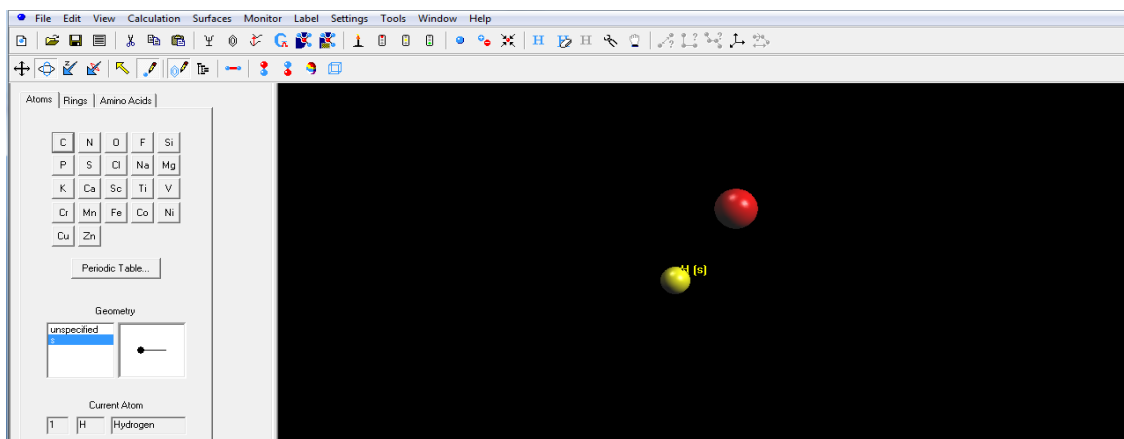 File Edit View Calculation Surfaces Monitor Label Settings Tools Window Help
Atoms Rings Amino Acids
C N O F Si
P S Cl Na Mg
K Ca Sc Ti V
Cr Mn Fe Co Ni
Cu Zn
Periodic Table...
Geometry
unspecified
s
Current Atom
1 H Hydrogen
H (s)